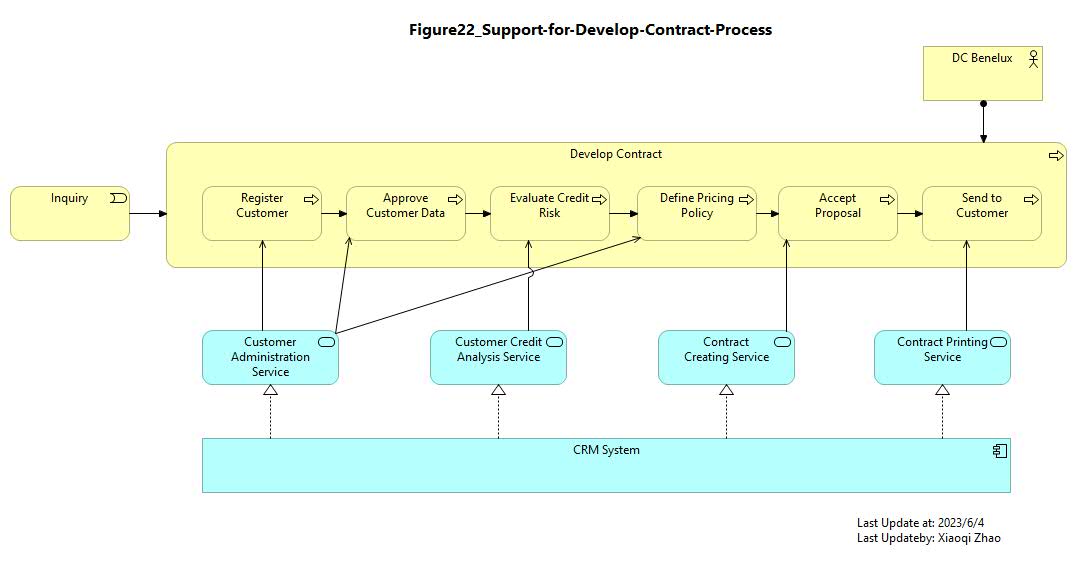 Figure22_Support-for-Develop-Contract-Process
DC Benelux
Develop Contract
Inquiry
Register
Customer
Approve
Customer Data
Evaluate Credit
Risk
Define Pricing
Policy
Accept
Proposal
Send to
Customer
Customer
Administration
Service
Customer Credit
Analysis Service
Contract
Creating Service
Contract Printing
Service
CRM System
Last Update at: 2023/6/4
Last Updateby: Xiaoqi Zhao